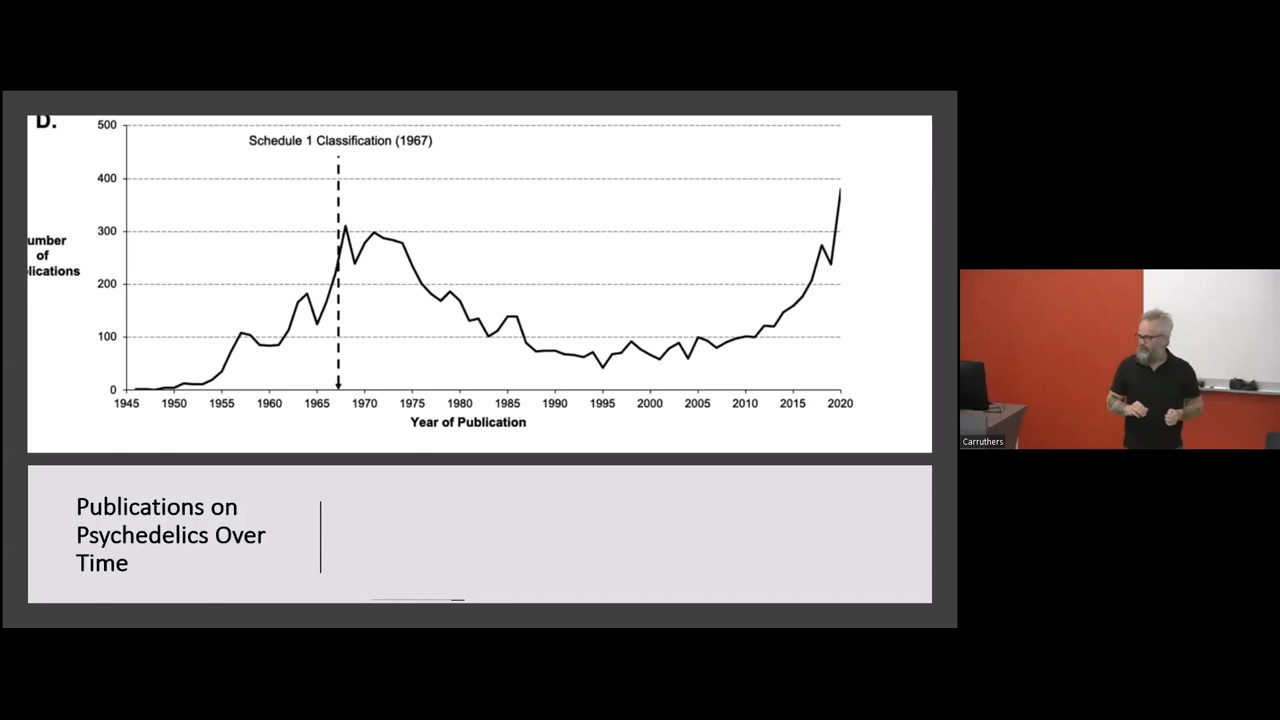 D.
500
Schedule 1 Classification (1967)
400
300
umber
of
lications
200
100
0
1945 1950 1955 1960 1965 1970 1975 1980 1985 1990 1995 2000 2005 2010 2015 2020
Year of Publication
Publications on
Psychedelics Over
Time
Carruthers